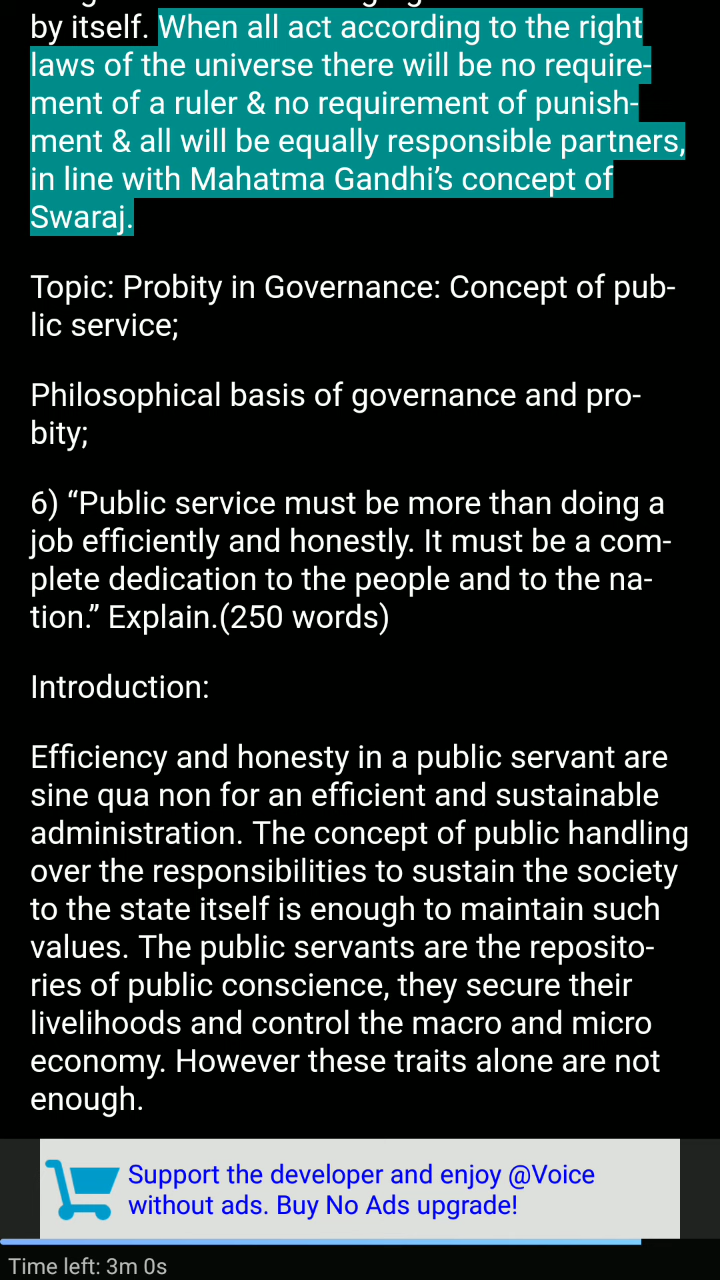 by itself. When all act according to the right
laws of the universe there will be no require-
ment of a ruler & no requirement of punish-
ment & all will be equally responsible partners,
in line with Mahatma Gandhi’s concept of
Swaraj.
Topic: Probity in Governance: Concept of pub-
lic service;
Philosophical basis of governance and pro-
bity;
6) “Public service must be more than doing a
job efficiently and honestly. It must be a com-
plete dedication to the people and to the na-
tion.” Explain.(250 words)
Introduction:
Efficiency and honesty in a public servant are
sine qua non for an efficient and sustainable
administration. The concept of public handling
over the responsibilities to sustain the society
to the state itself is enough to maintain such
values. The public servants are the reposito-
ries of public conscience, they secure their
livelihoods and control the macro and micro
economy. However these traits alone are not
enough.
Support the developer and enjoy @Voice
without ads. Buy No Ads upgrade!
Time left: 3m 0s